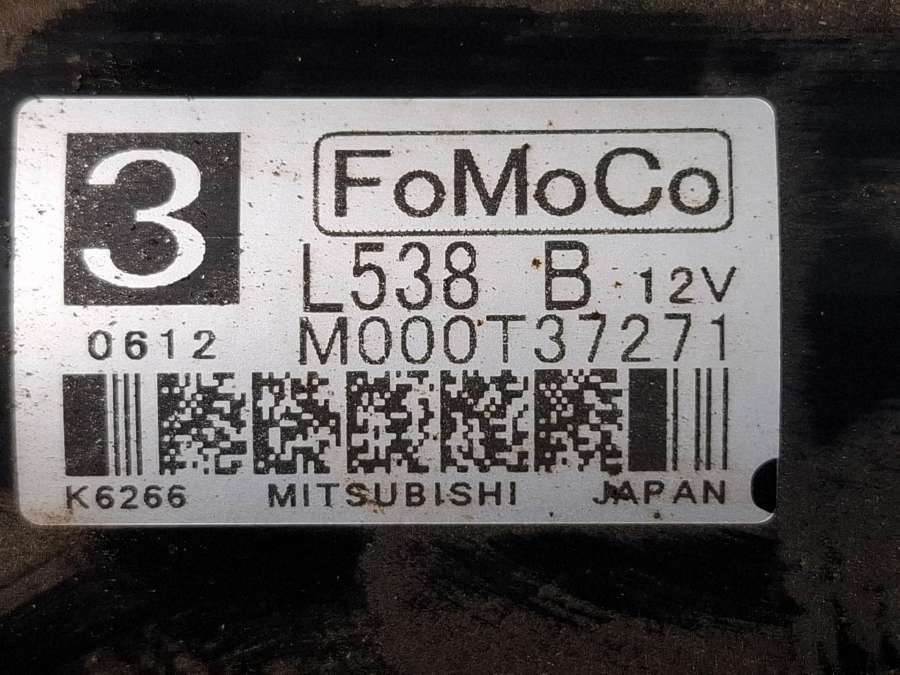 3
FoMoCo
L538 B 12V
0612 M000T37271
K6266 MITSUBISHI JAPAN